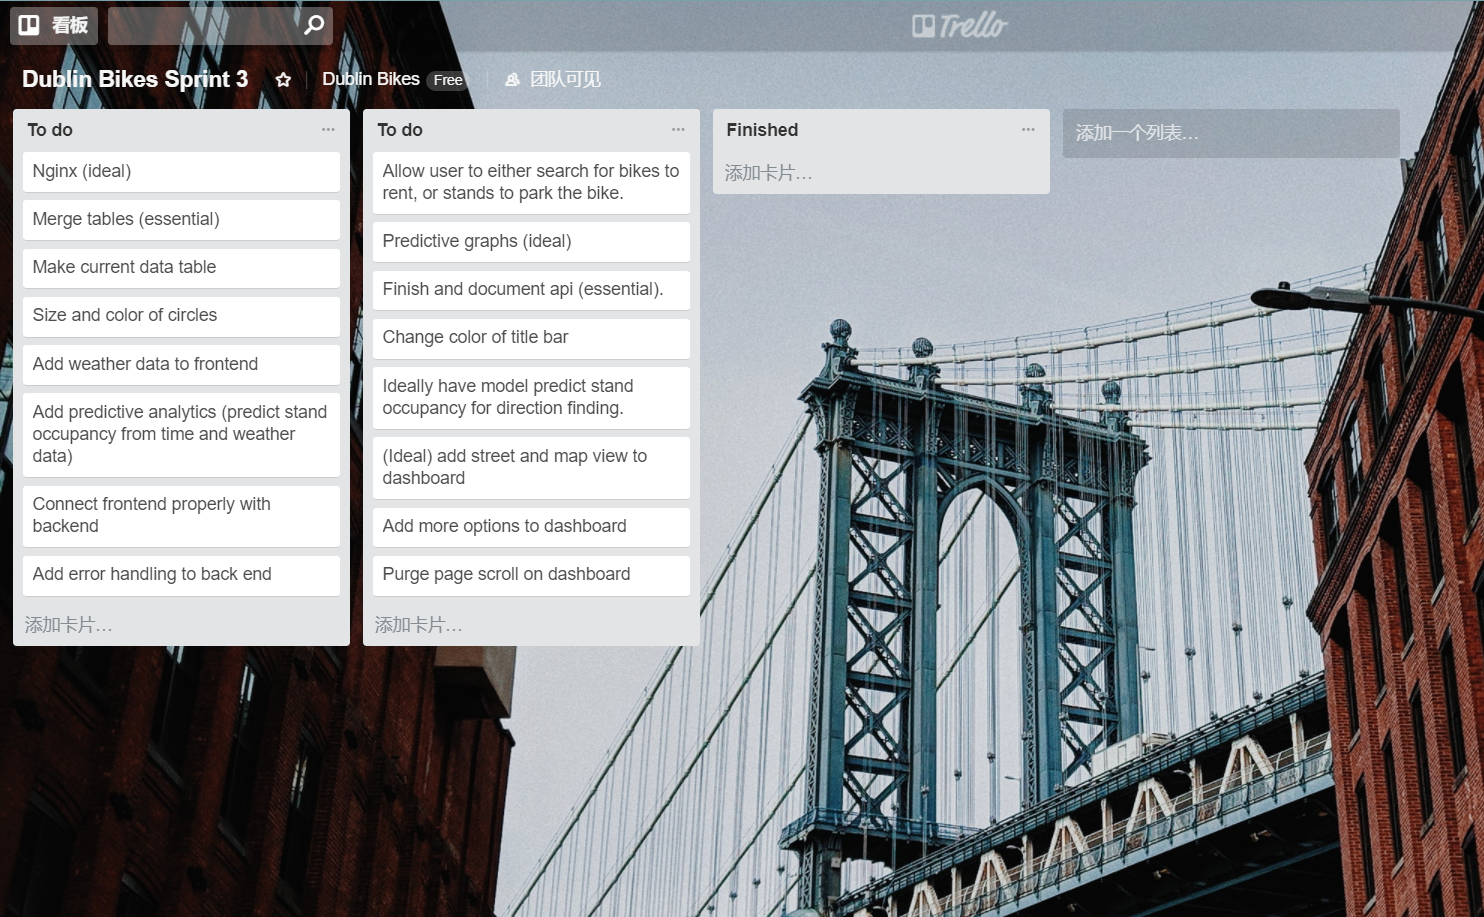 看板
Trello
Dublin Bikes Sprint 3
Dublin Bikes
Free
团队可见
To do
Nginx (ideal)
Merge tables (essential)
Make current data table
Size and color of circles
Add weather data to frontend
Add predictive analytics (predict stand
occupancy from time and weather
data)
Connect frontend properly with
backend
Add error handling to back end
添加卡片…
To do
Allow user to either search for bikes to
rent, or stands to park the bike.
Predictive graphs (ideal)
Finish and document api (essential).
Change color of title bar
Ideally have model predict stand
occupancy for direction finding.
(Ideal) add street and map view to
dashboard
Add more options to dashboard
Purge page scroll on dashboard
添加卡片…
Finished
添加卡片…
添加一个列表…